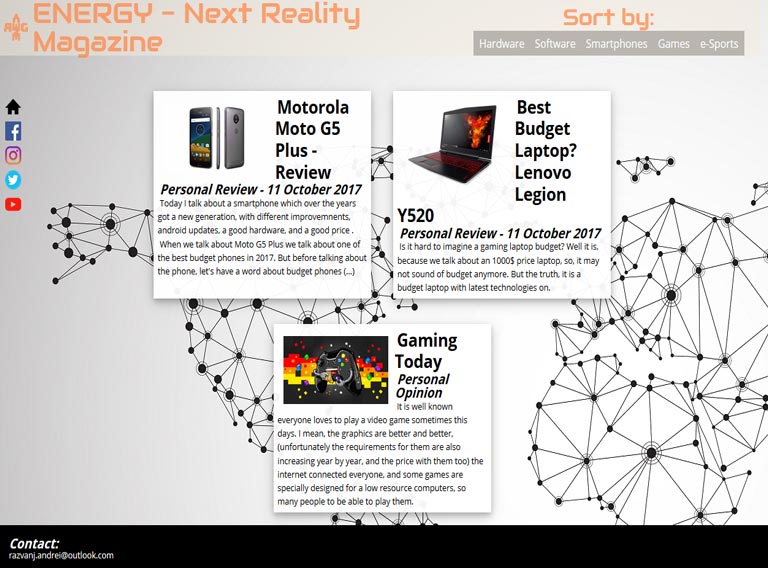 ENERGY - Next Reality
Magazine
Sort by:
Hardware Software Smartphones Games e-Sports
Motorola
Moto G5
Plus -
Review
Personal Review - 11 October 2017
Today I talk about a smartphone which over the years
got a new generation, with different improvemnents,
android updates, a good hardware, and a good price .
When we talk about Moto G5 Plus we talk about one of
the best budget phones in 2017. But before talking about
the phone, let's have a word about budget phones (...)
Best
Budget
Laptop?
Lenovo
Legion
Y520
Personal Review - 11 October 2017
Is it hard to imagine a gaming laptop budget? Well it is,
because we talk about an 1000$ price laptop, so, it may
not sound of budget anymore. But the truth, it is a
budget laptop with latest technologies on.
Gaming
Today
Personal
Opinion
It is well known
everyone loves to play a video game sometimes this
days. I mean, the graphics are better and better,
(unfortunately the requirements for them are also
increasing year by year, and the price with them too) the
internet connected everyone, and some games are
specially designed for a low resource computers, so
many people to be able to play them.
Contact:
razvanj.andrei@outlook.com